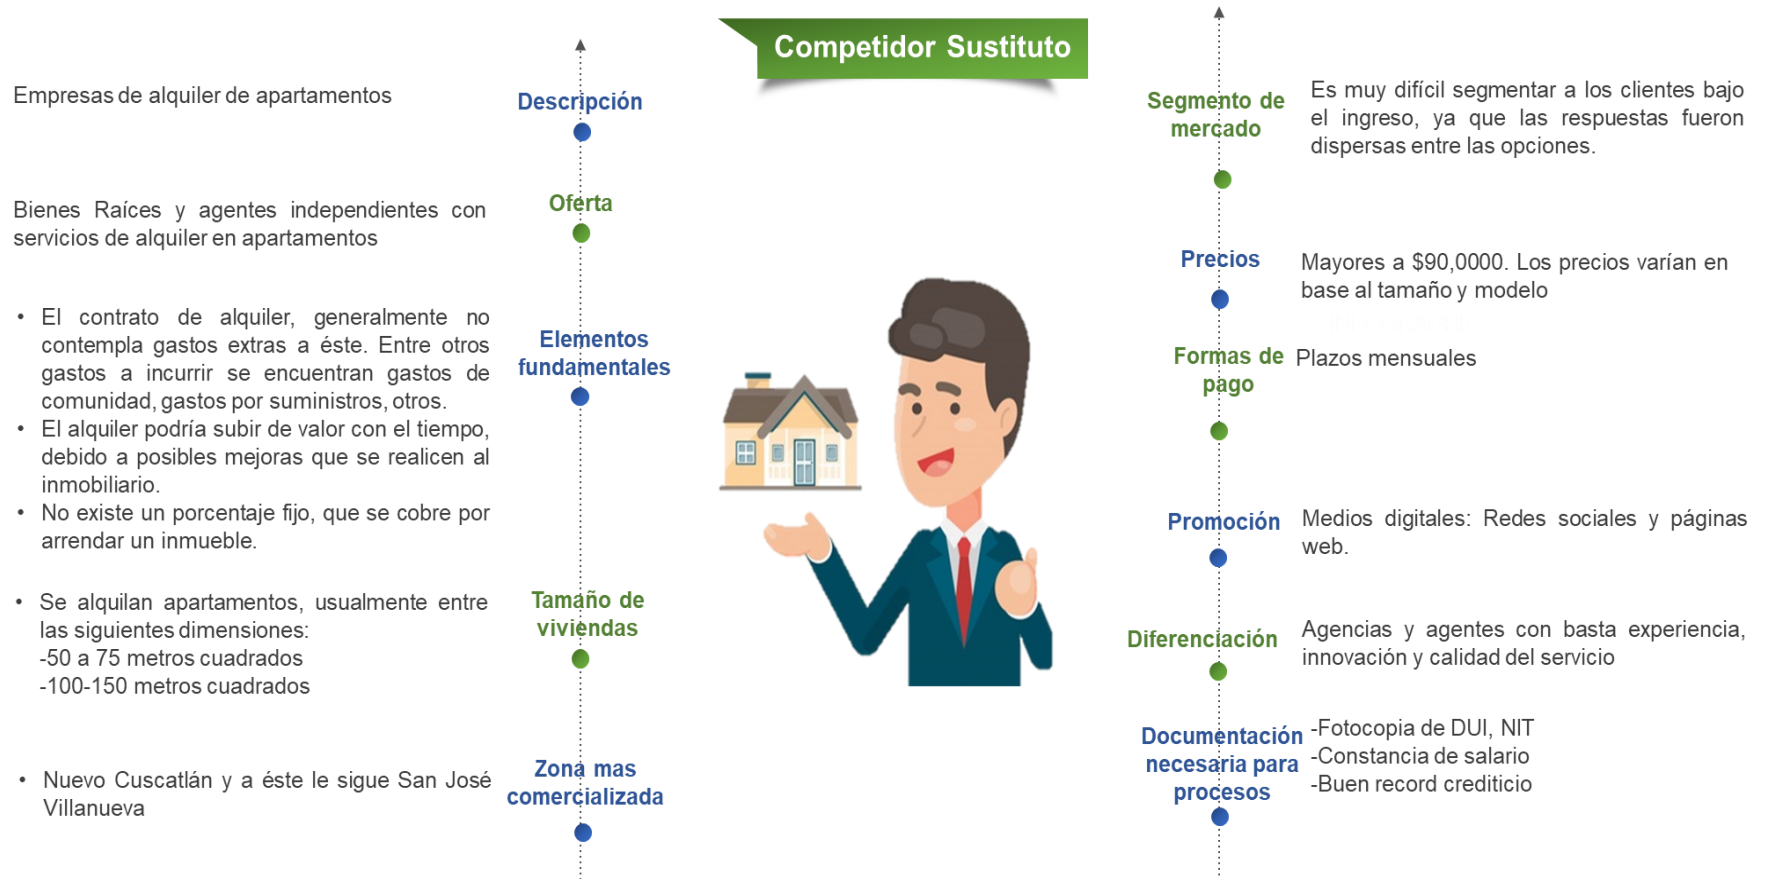 Competidor Sustituto
Descripción
Empresas de alquiler de apartamentos
Oferta
Bienes Raíces y agentes independientes con
servicios de alquiler en apartamentos
Elementos
fundamentales
• El contrato de alquiler, generalmente no
contempla gastos extras a éste. Entre otros
gastos a incurrir se encuentran gastos de
comunidad, gastos por suministros, otros.
• El alquiler podría subir de valor con el tiempo,
debido a posibles mejoras que se realicen al
inmobiliario.
• No existe un porcentaje fijo, que se cobre por
arrendar un inmueble.
Tamaño de
viviendas
• Se alquilan apartamentos, usualmente entre
las siguientes dimensiones:
-50 a 75 metros cuadrados
-100-150 metros cuadrados
Zona mas
comercializada
• Nuevo Cuscatlán y a éste le sigue San José
Villanueva
Segmento de
mercado
Es muy difícil segmentar a los clientes bajo
el ingreso, ya que las respuestas fueron
dispersas entre las opciones.
Precios
Mayores a $90,0000. Los precios varían en
base al tamaño y modelo
Formas de
pago
Plazos mensuales
Promoción
Medios digitales: Redes sociales y páginas
web.
Diferenciación
Agencias y agentes con basta experiencia,
innovación y calidad del servicio
Documentación
necesaria para
procesos
-Fotocopia de DUI, NIT
-Constancia de salario
-Buen record crediticio